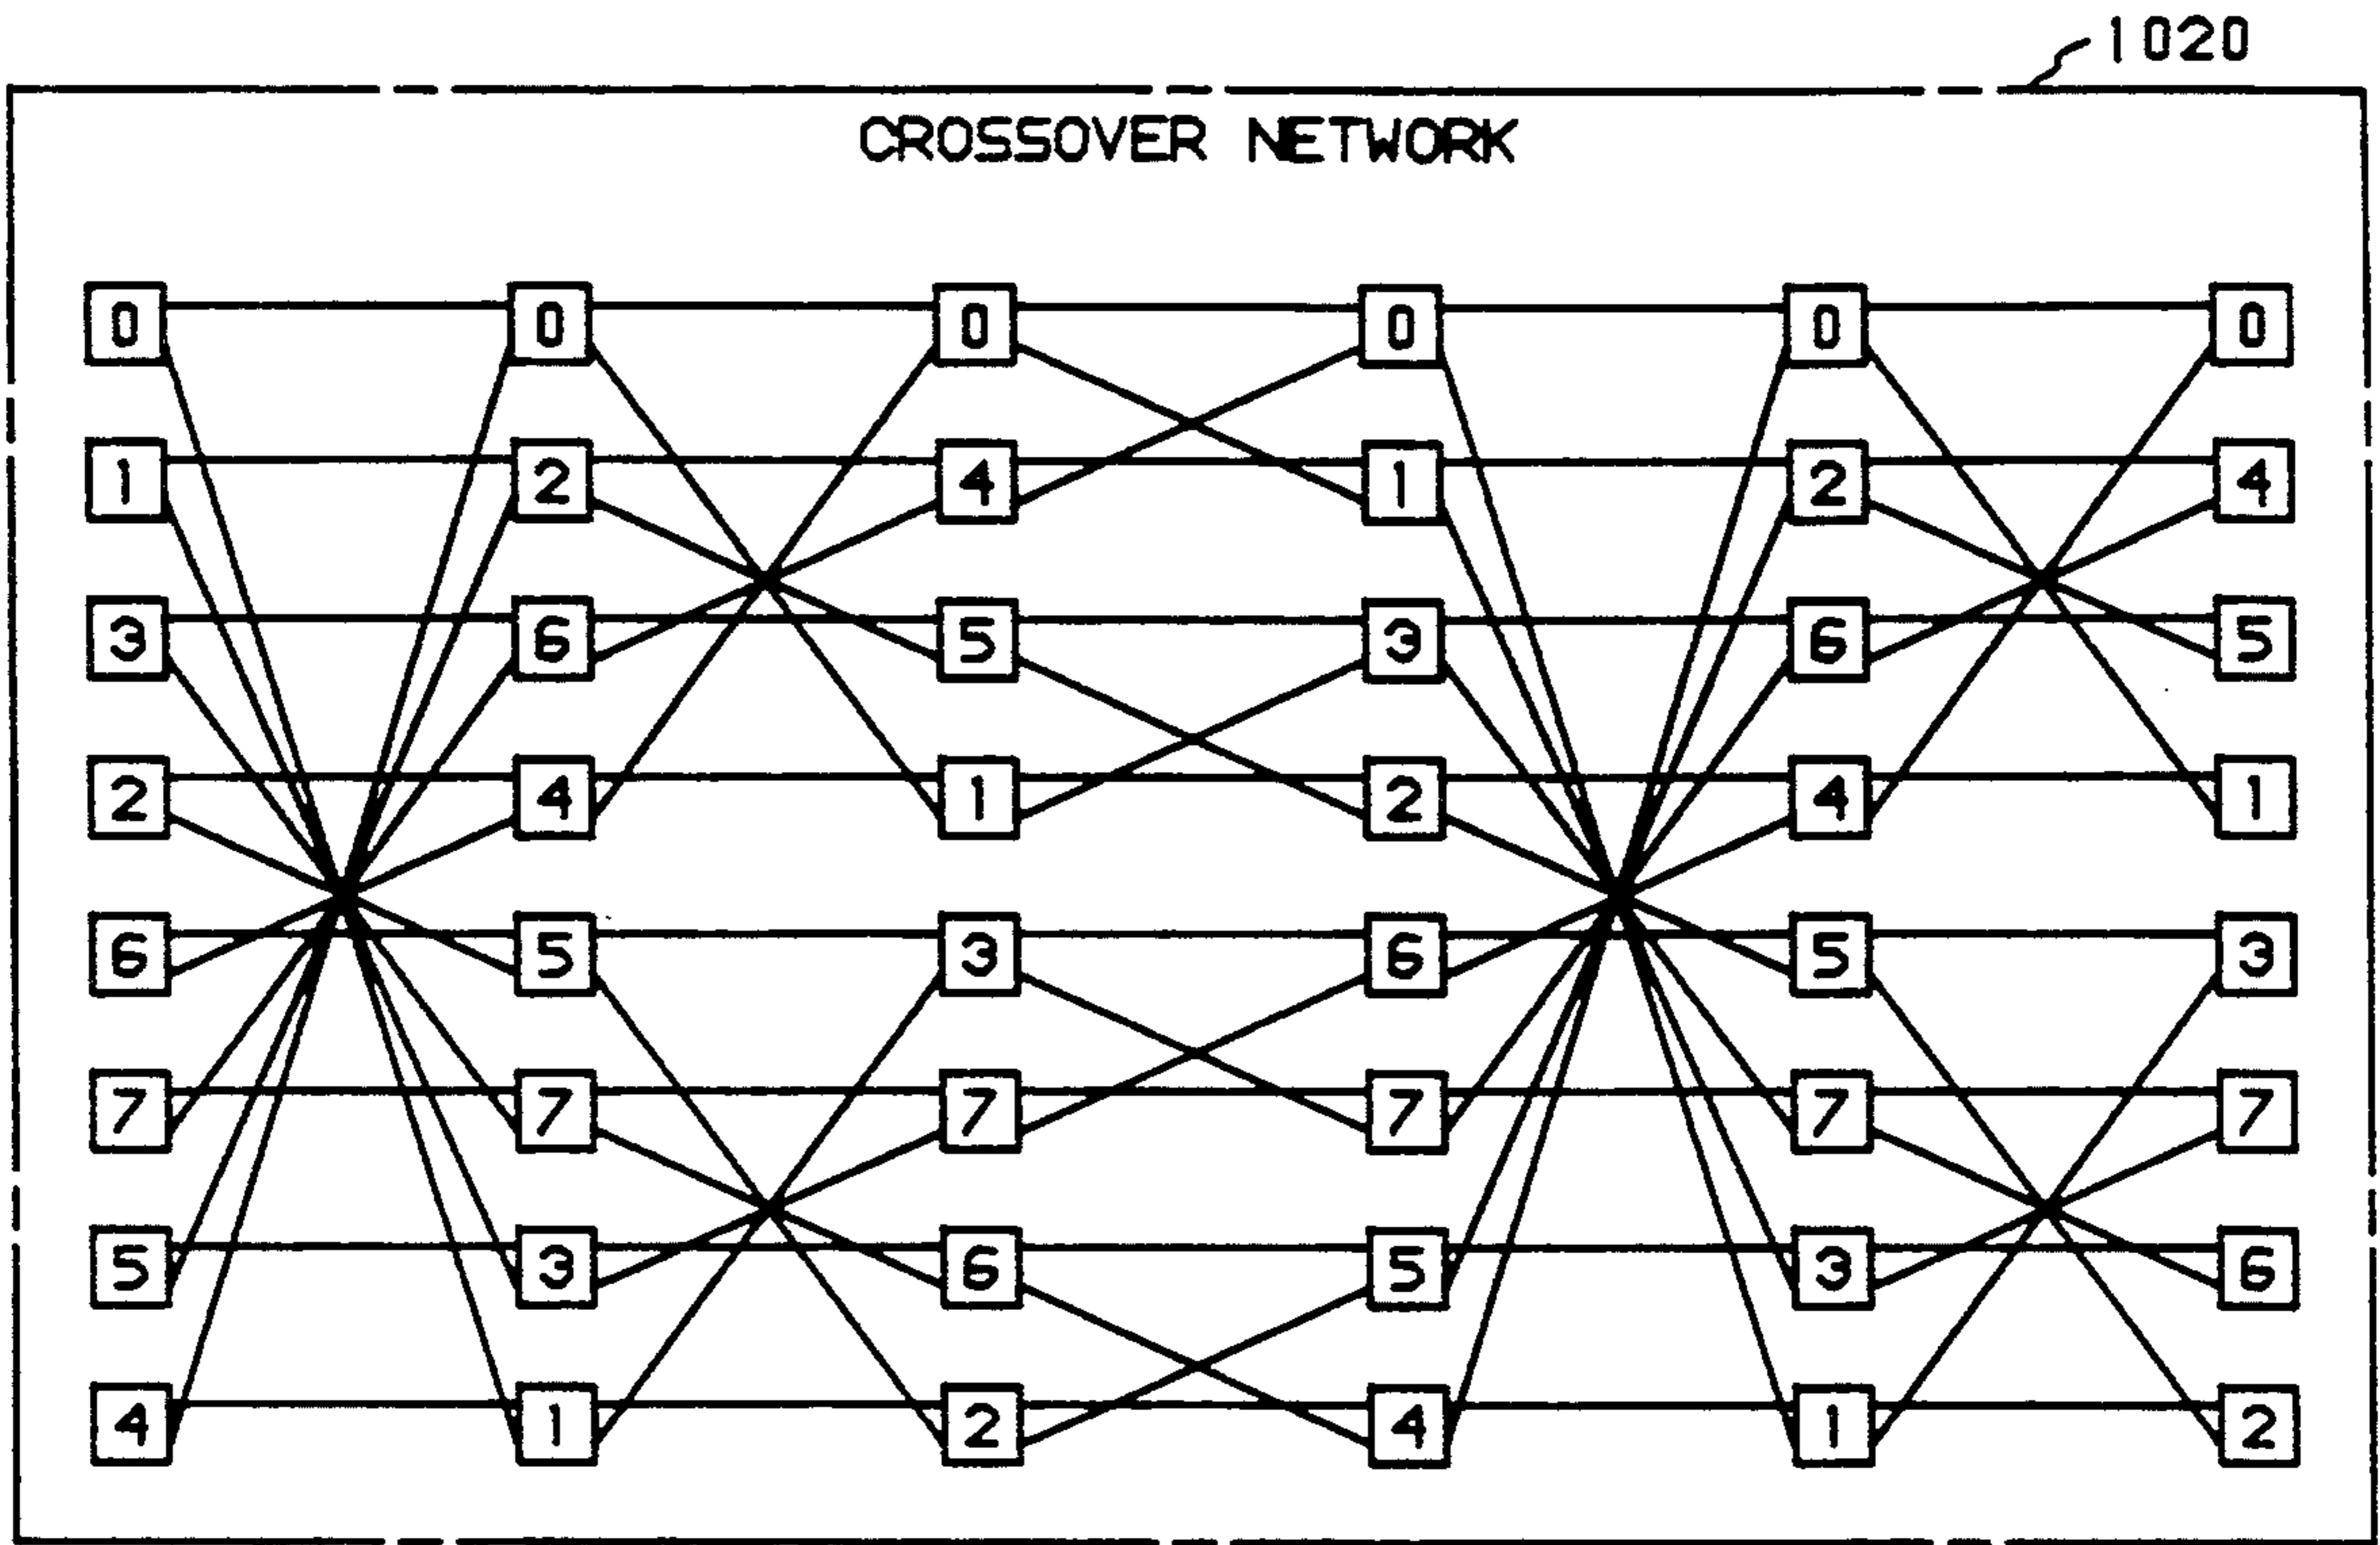 1020
CROSSOVER NETWORK
0 0 0 0 0 0
1 2 4 1 2 4
3 6 5 3 6 5
2 4 1 2 4 1
6 5 3 6 5 3
7 7 7 7 7 7
5 3 6 5 3 6
4 1 2 4 1 2